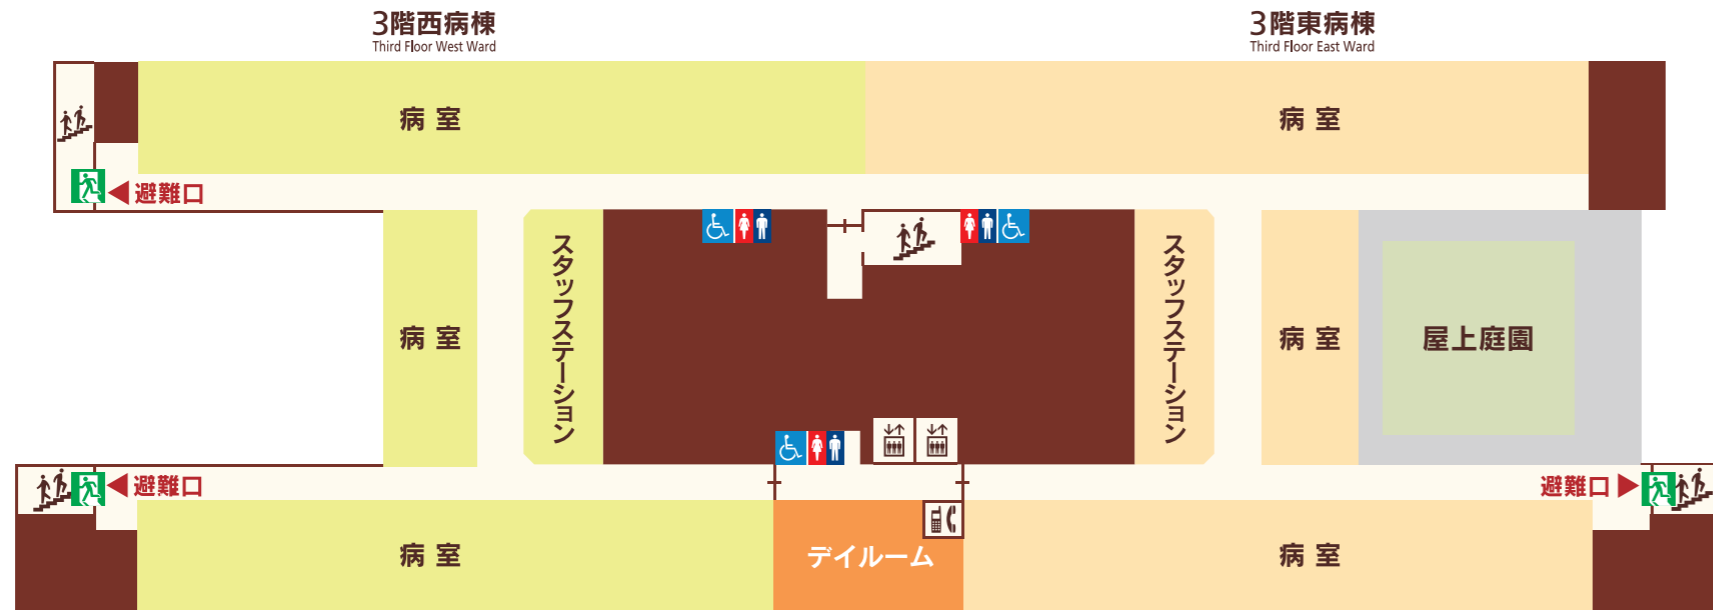 3階西病棟
Third Floor West Ward
3階東病棟
Third Floor East Ward
病 室
病 室
避難口
病 室
スタッフステーション
スタッフステーション
病 室
屋上庭園
避難口
避難口
病 室
デイルーム
病 室